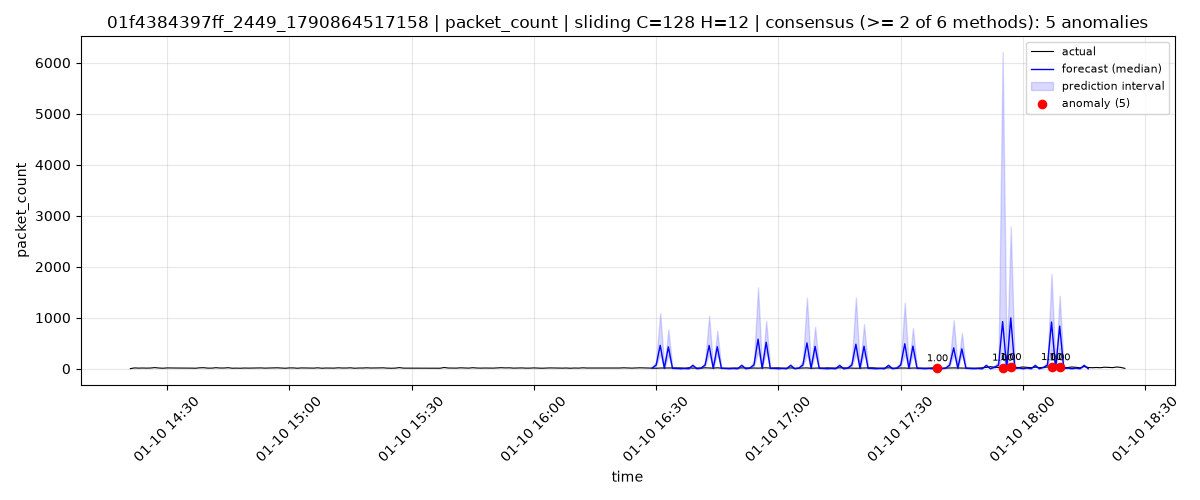 01f4384397ff_2449_1790864517158 | packet_count | sliding C=128 H=12 | consensus (>= 2 of 6 methods): 5 anomalies
actual
forecast (median)
prediction interval
anomaly (5)
packet_count
6000
5000
4000
3000
2000
1000
0
1.00
01-10 14:30
01-10 15:00
01-10 15:30
01-10 16:00
01-10 16:30
01-10 17:00
01-10 17:30
01-10 18:00
01-10 18:30
time